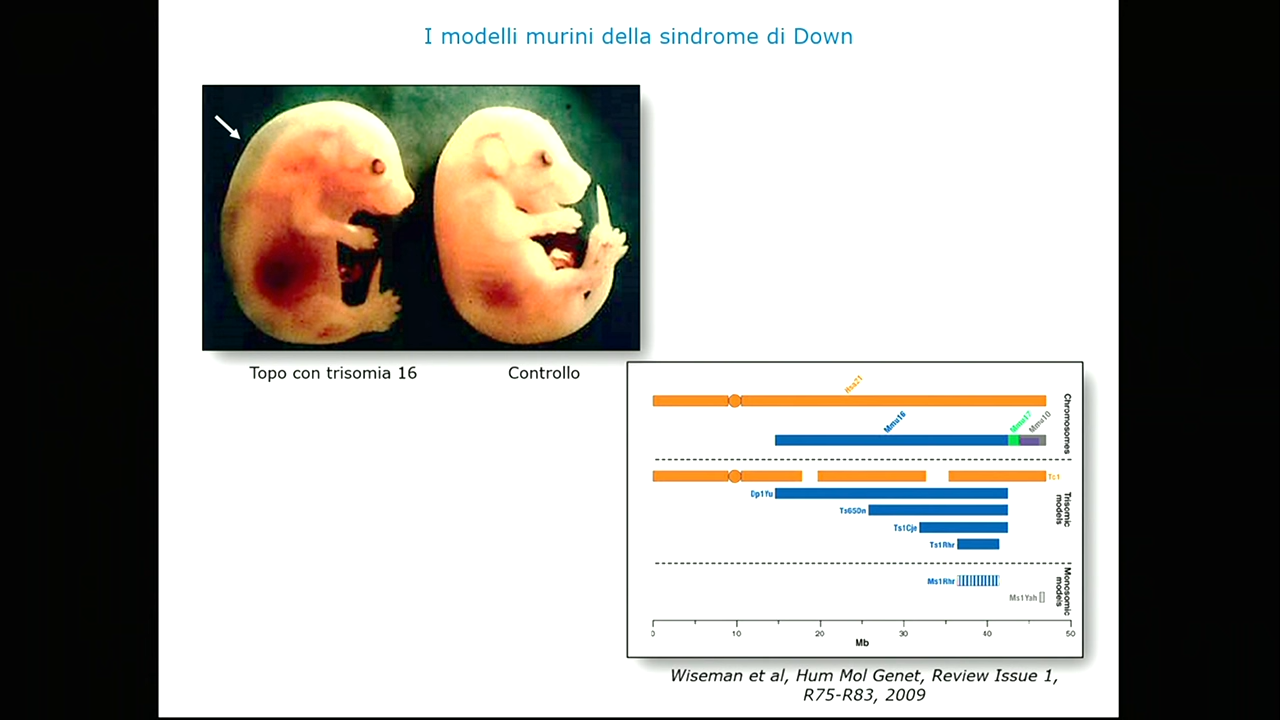 I modelli murini della sindrome di Down
Topo con trisomia 16
Controllo
Hsa21
Mmu16
Mmu17
Mmu10
Chromosomes
Tc1
Dp1Yu
Ts65Dn
Ts1Cje
Ts1Rhr
Trisomic
models
Ms1Rhr
Ms1Yah
Monosomic
models
0 10 20 30 40 50
Mb
Wiseman et al, Hum Mol Genet, Review Issue 1,
R75-R83, 2009